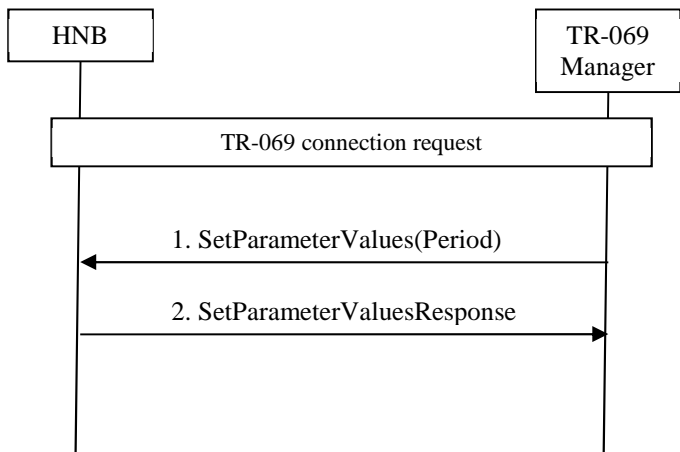 HNB
TR-069
Manager
TR-069 connection request
1. SetParameterValues(Period)
2. SetParameterValuesResponse